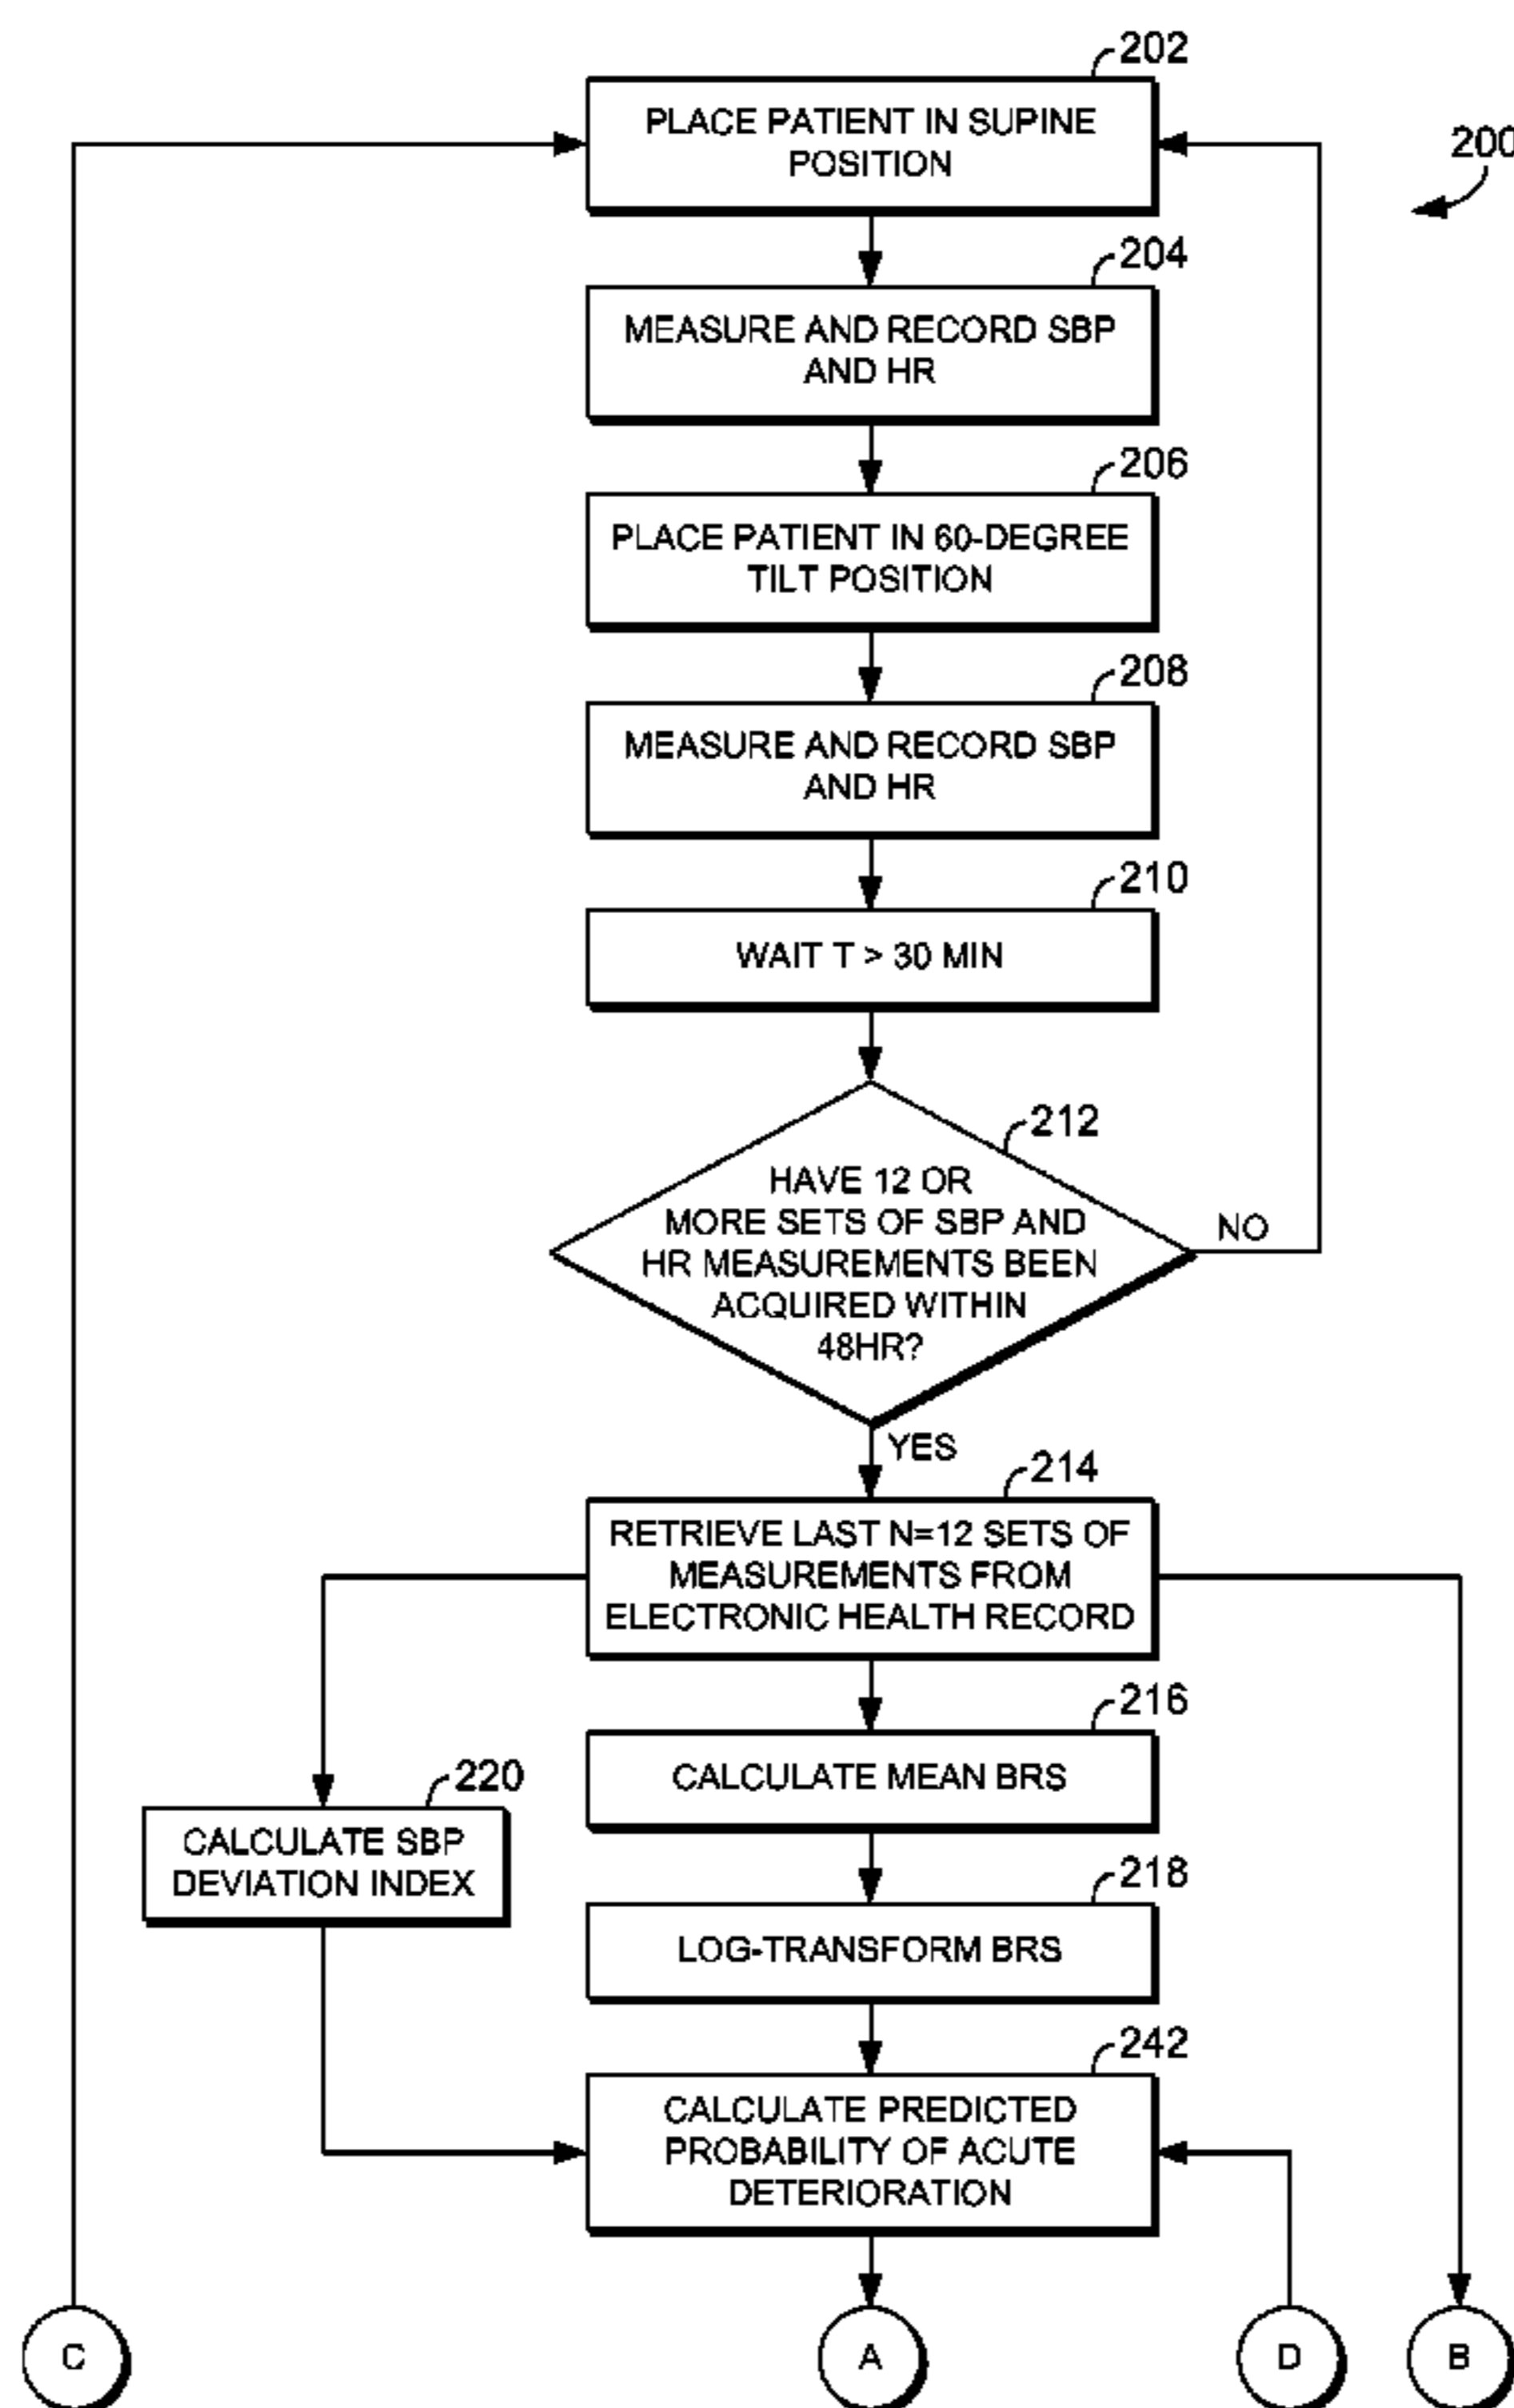 202
PLACE PATIENT IN SUPINE
POSITION
200
204
MEASURE AND RECORD SBP
AND HR
206
PLACE PATIENT IN 60-DEGREE
TILT POSITION
208
MEASURE AND RECORD SBP
AND HR
210
WAIT T > 30 MIN
212
HAVE 12 OR
MORE SETS OF SBP AND
HR MEASUREMENTS BEEN
ACQUIRED WITHIN
48HR?
NO
YES
214
RETRIEVE LAST N=12 SETS OF
MEASUREMENTS FROM
ELECTRONIC HEALTH RECORD
216
CALCULATE MEAN BRS
220
CALCULATE SBP
DEVIATION INDEX
218
LOG-TRANSFORM BRS
242
CALCULATE PREDICTED
PROBABILITY OF ACUTE
DETERIORATION
C
A
D
B